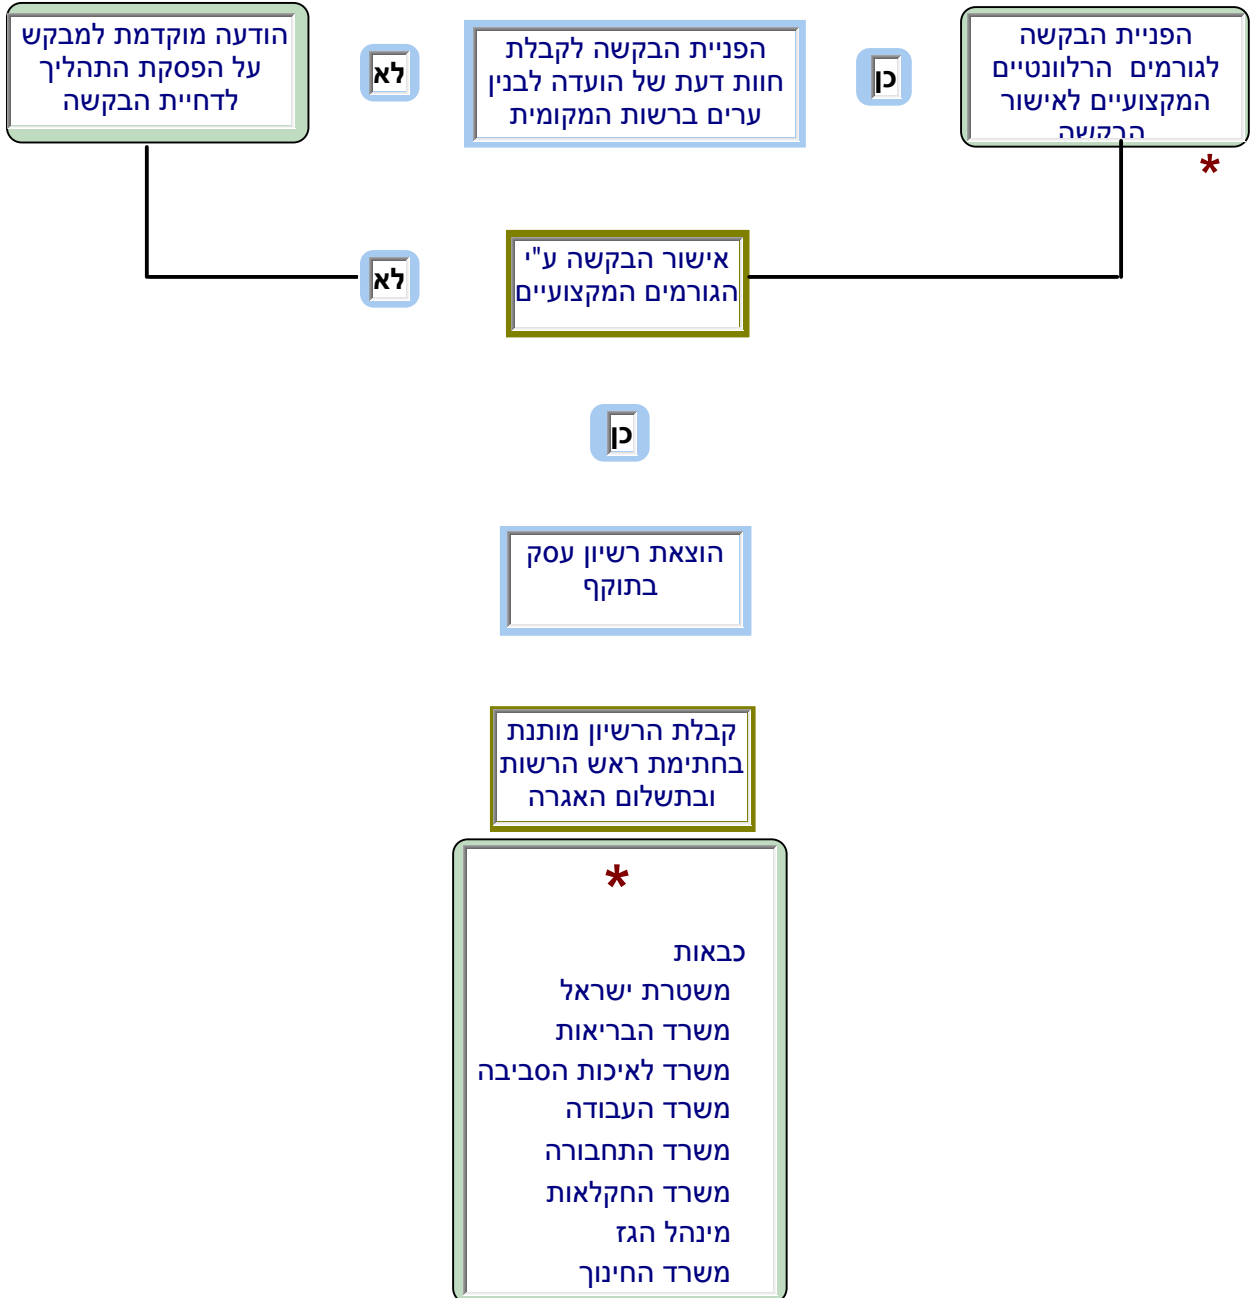 הפניית הבקשה
לגורמים הרלוונטיים
המקצועיים לאישור
הבקשה
*
כן
הפניית הבקשה לקבלת
חוות דעת של הועדה לבנין
ערים ברשות המקומית
לא
הודעה מוקדמת למבקש
על הפסקת התהליך
לדחיית הבקשה
אישור הבקשה ע"י
הגורמים המקצועיים
לא
כן
הוצאת רשיון עסק
בתוקף
קבלת הרשיון מותנת
בחתימת ראש הרשות
ובתשלום האגרה
*
כבאות
משטרת ישראל
משרד הבריאות
משרד לאיכות הסביבה
משרד העבודה
משרד התחבורה
משרד החקלאות
מינהל הגז
משרד החינוך